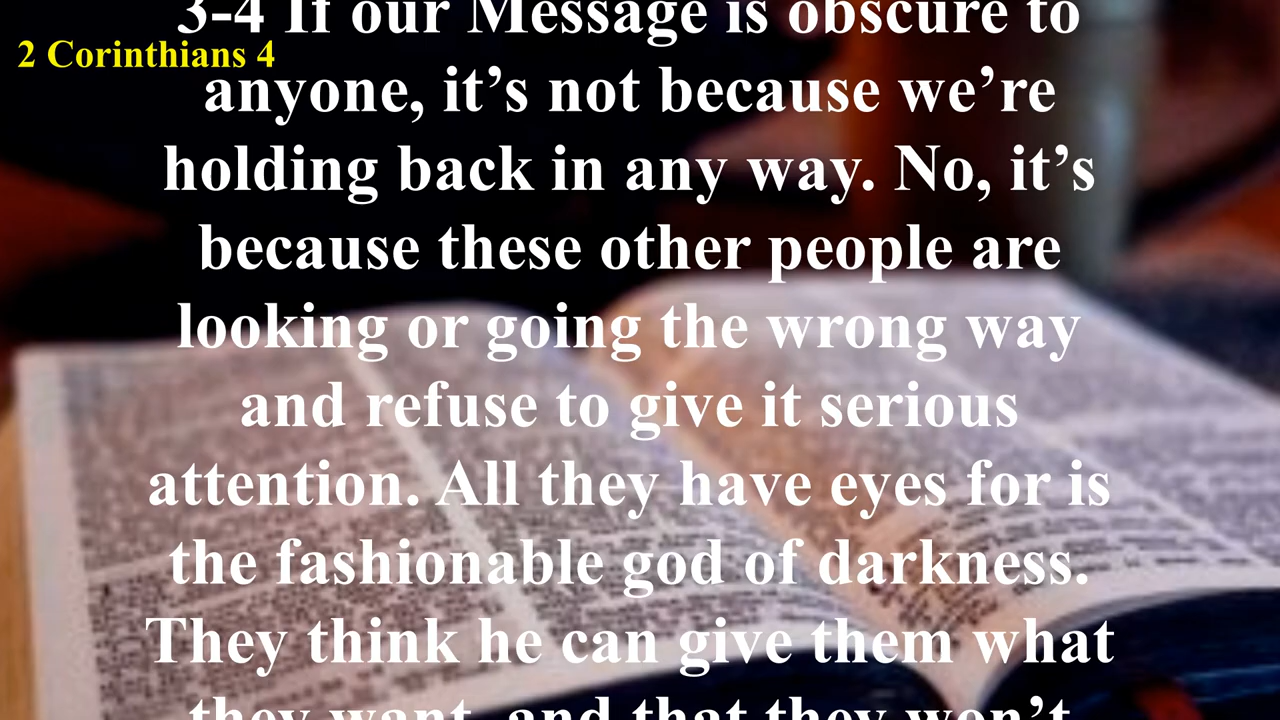 3-4 If our Message is obscure to
2 Corinthians 4
anyone, it’s not because we’re
holding back in any way. No, it’s
because these other people are
looking or going the wrong way
and refuse to give it serious
attention. All they have eyes for is
the fashionable god of darkness.
They think he can give them what
they want, and that they won’t